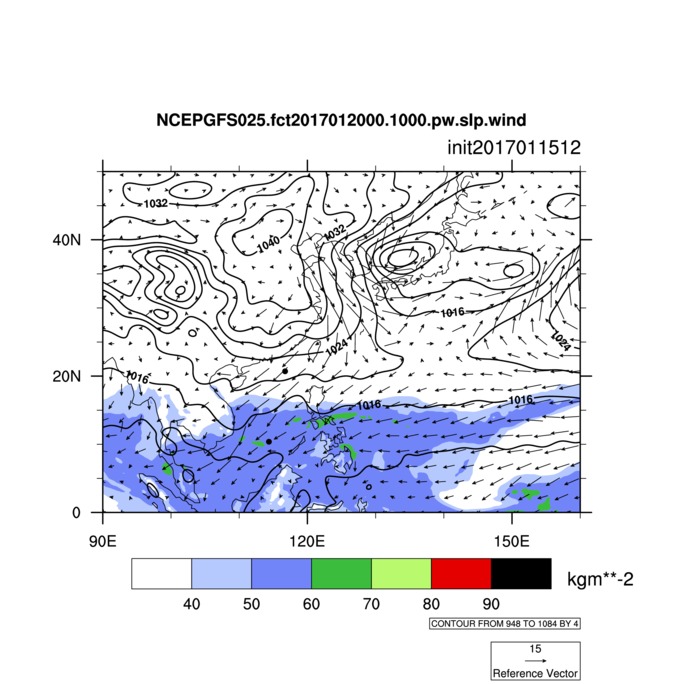 NCEPGFS025.fct2017012000.1000.pw.slp.wind
init2017011512
1032
1032
1040
40N
1016
1024
1024
20N
1016
1016
1016
0
90E 120E 150E
40 50 60 70 80 90
kgm**-2
CONTOUR FROM 948 TO 1084 BY 4
15
Reference Vector